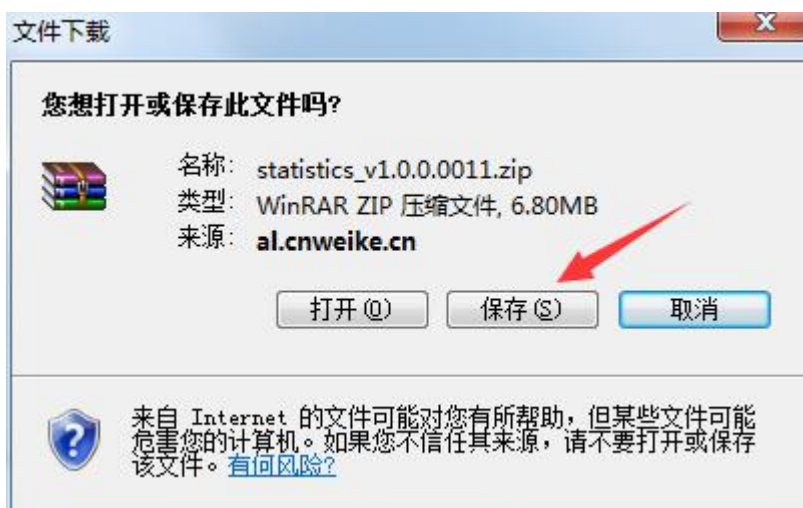 文件下载
您想打开或保存此文件吗?
名称: statistics_v1.0.0.0011.zip
类型: WinRAR ZIP 压缩文件, 6.80MB
来源: al.cnweike.cn
打开(O) 保存(S) 取消
来自 Internet 的文件可能对您有所帮助，但某些文件可能
危害您的计算机。如果您不信任其来源，请不要打开或保存
该文件。有何风险?